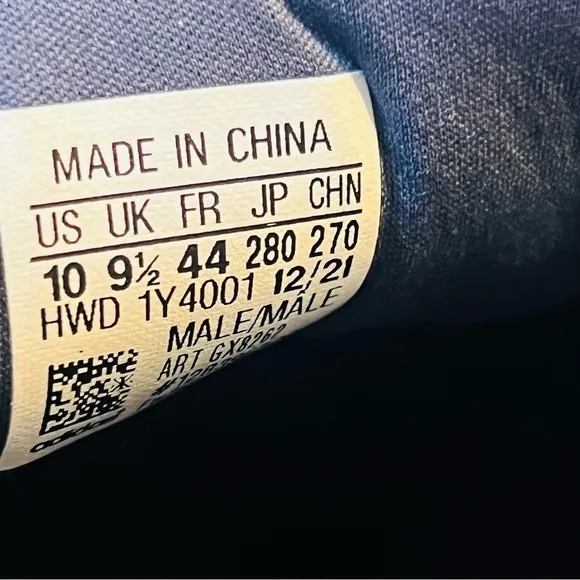 MADE IN CHINA
US UK FR JP CHN
10 9½ 44 280 270
HWD 1Y4001 12/21
MALE/MÂLE
ART GX8262
adidas